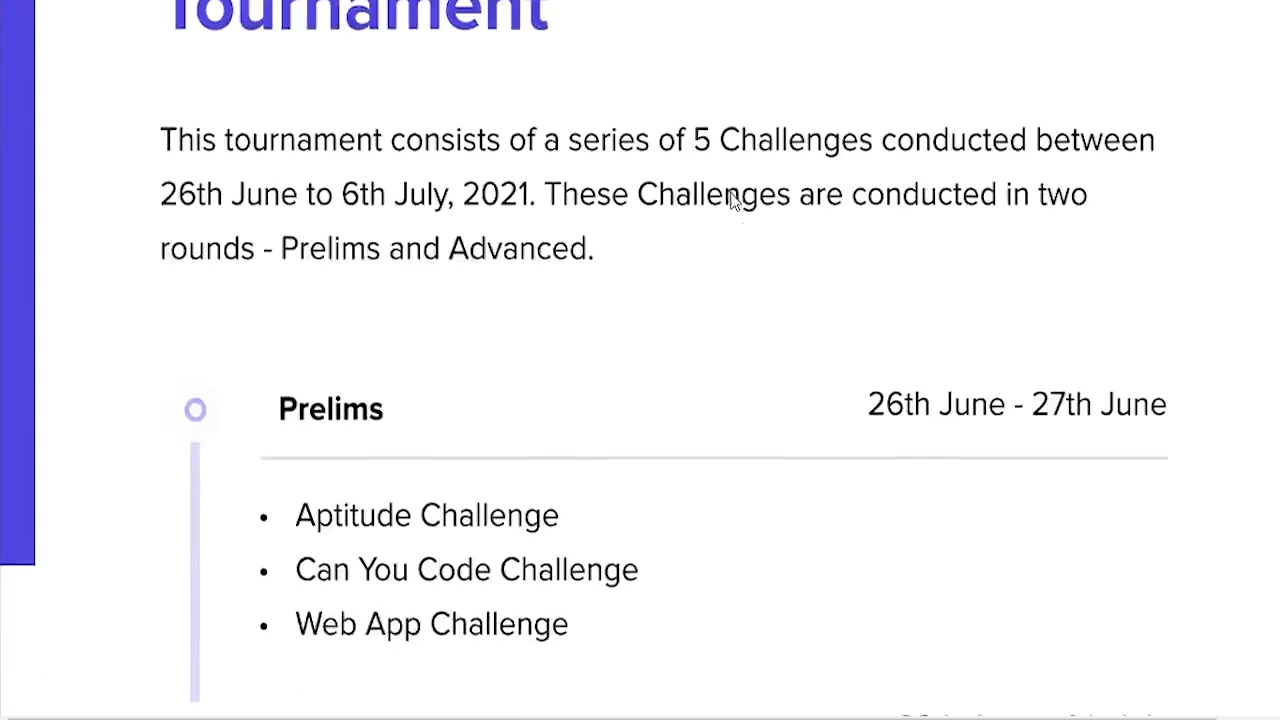 Tournament
This tournament consists of a series of 5 Challenges conducted between
26th June to 6th July, 2021. These Challenges are conducted in two
rounds - Prelims and Advanced.
Prelims
26th June - 27th June
• Aptitude Challenge
• Can You Code Challenge
• Web App Challenge